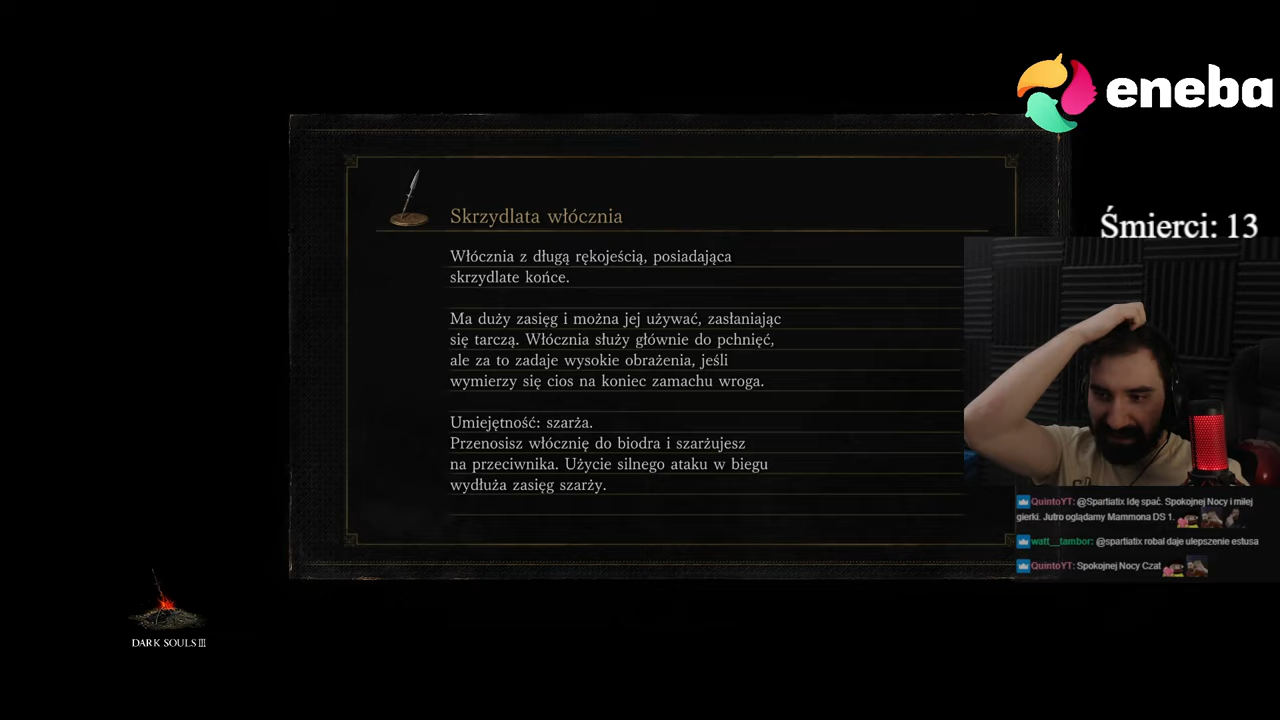 eneba
Śmierci: 13
Skrzydlata włócznia
Włócznia z długą rękojeścią, posiadająca
skrzydlate końce.
Ma duży zasięg i można jej używać, zasłaniając
się tarczą. Włócznia służy głównie do pchnięć,
ale za to zadaje wysokie obrażenia, jeśli
wymierzy się cios na koniec zamachu wroga.
Umiejętność: szarża.
Przenosisz włócznię do biodra i szarżujesz
na przeciwnika. Użycie silnego ataku w biegu
wydłuża zasięg szarży.
QuintoYT: @Spartiatix Idę spać. Spokojnej Nocy i miłej
gierki. Jutro oglądamy Mammona DS 1.
watt__tambor: @spartiatix robal daje ulepszenie estusa
QuintoYT: Spokojnej Nocy Czat
DARK SOULS III